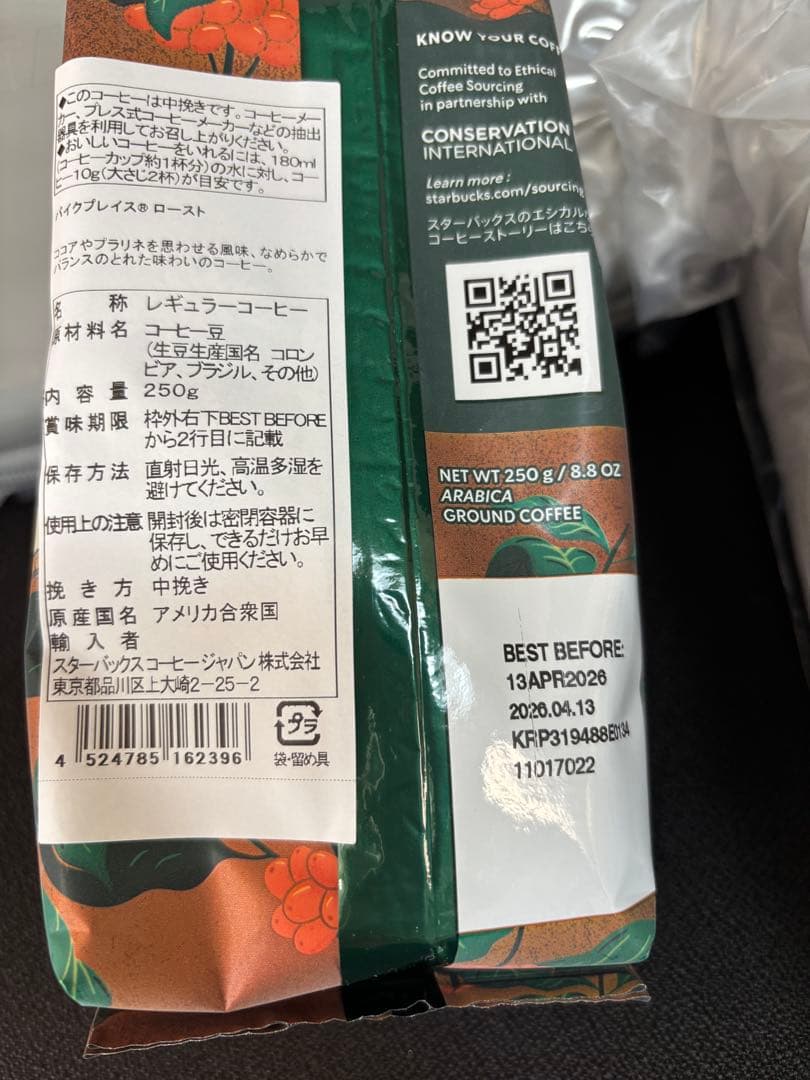 ◆このコーヒーは中挽きです。コーヒーメー
カー、プレス式コーヒーメーカーなどの抽出
器具を利用してお召し上がりください。
◆おいしいコーヒーをいれるには、180ml
(コーヒーカップ約1杯分)の水に対し、コー
ヒー10g(大さじ2杯)が目安です。
パイクプレイス® ロースト
ココアやプラリネを思わせる風味、なめらかで
バランスのとれた味わいのコーヒー。
名 称 レギュラーコーヒー
原材料名 コーヒー豆
(生豆生産国名 コロン
ビア、ブラジル、その他)
内容量 250g
賞味期限 枠外右下BEST BEFORE
から2行目に記載
保存方法 直射日光、高温多湿を
避けてください。
使用上の注意 開封後は密閉容器に
保存し、できるだけお早
めにご使用ください。
挽き方 中挽き
原産国名 アメリカ合衆国
輸入者
スターバックス コーヒー ジャパン 株式会社
東京都品川区上大崎2-25-2
4 524785 162396
プラ
袋・留め具
KNOW YOUR COF
Committed to Ethical
Coffee Sourcing
in partnership with
CONSERVATION
INTERNATIONAL
Learn more :
starbucks.com/sourcing
スターバックスのエシカル
コーヒーストーリーはこち
NET WT 250 g / 8.8 OZ
ARABICA
GROUND COFFEE
BEST BEFORE:
13APR2026
2026.04.13
KRP319488E0134
11017022